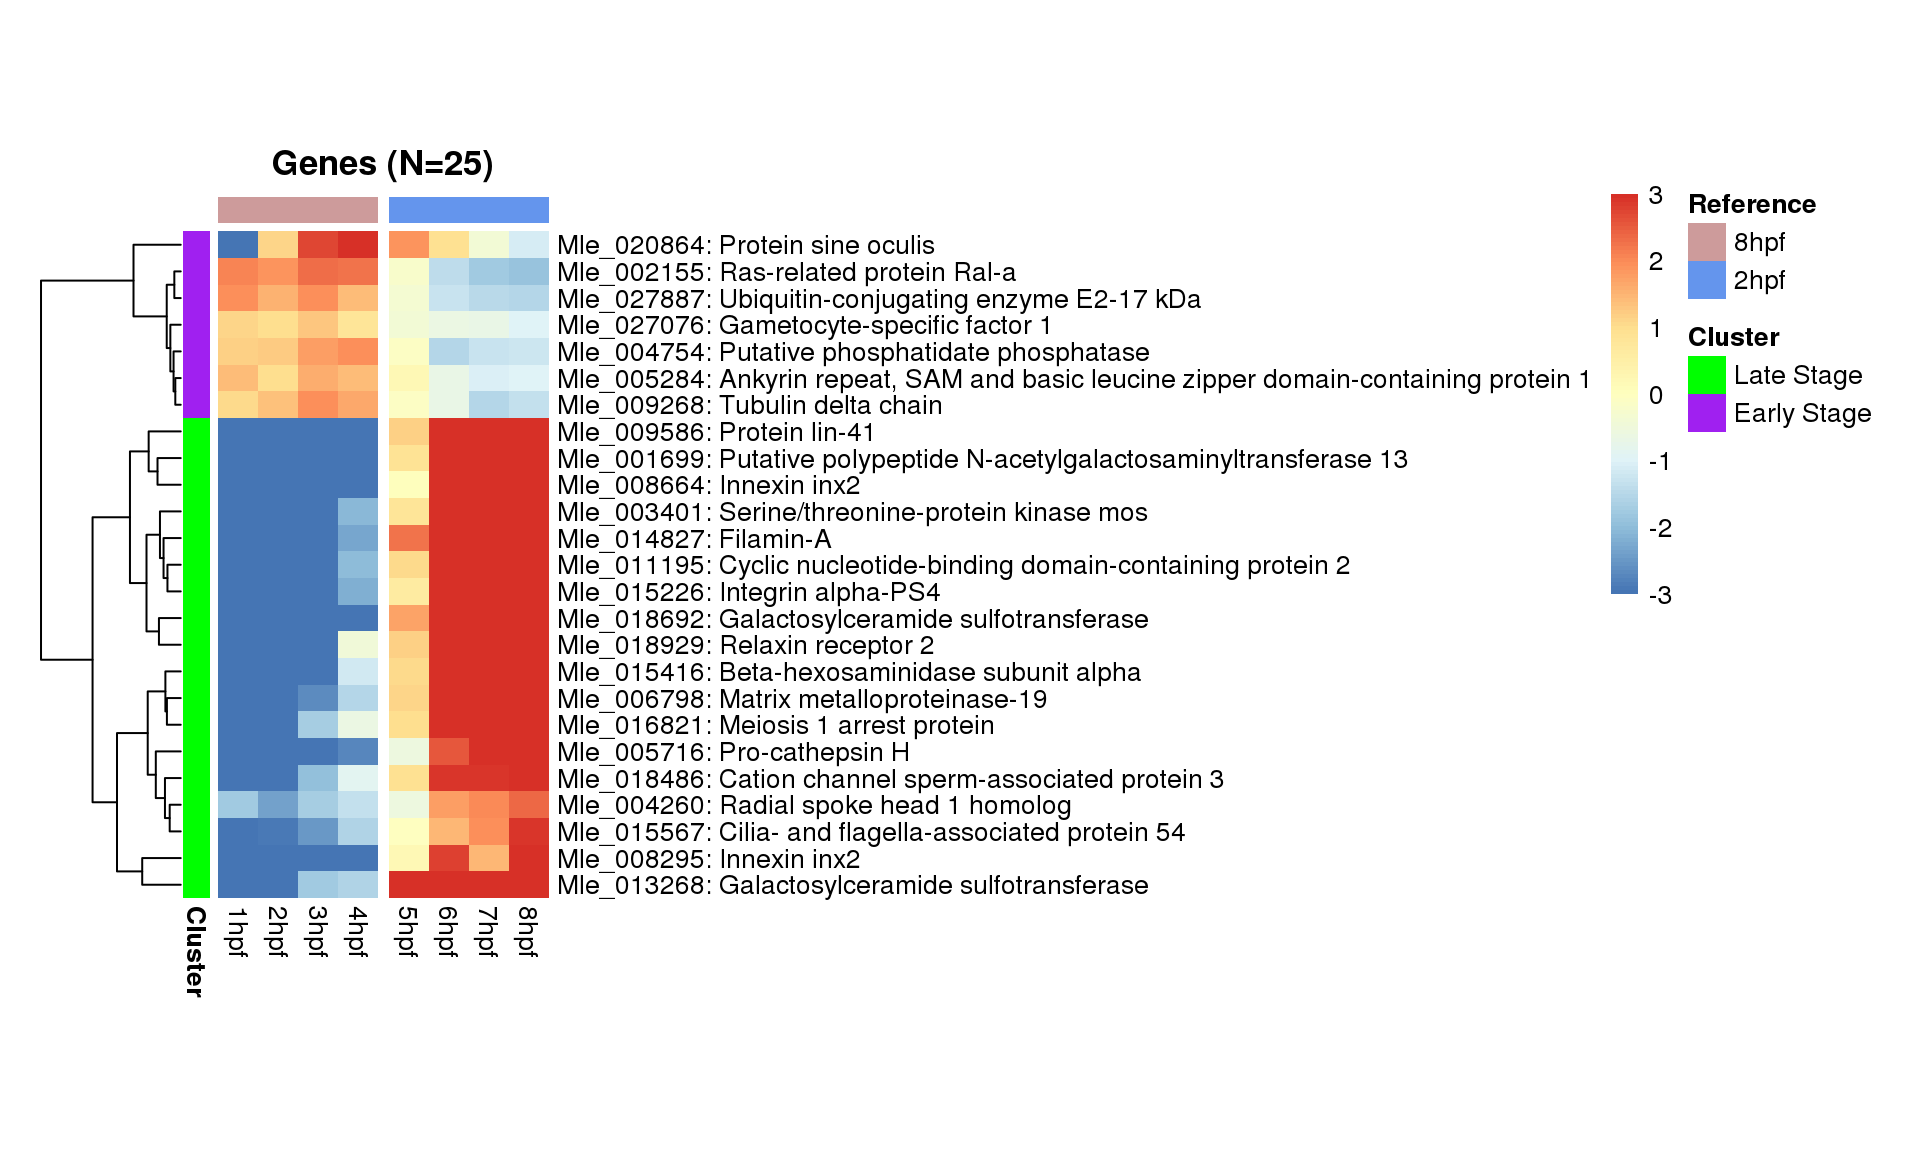 Genes (N=25)
Mle_020864: Protein sine oculis
Mle_002155: Ras-related protein Ral-a
Mle_027887: Ubiquitin-conjugating enzyme E2-17 kDa
Mle_027076: Gametocyte-specific factor 1
Mle_004754: Putative phosphatidate phosphatase
Mle_005284: Ankyrin repeat, SAM and basic leucine zipper domain-containing protein 1
Mle_009268: Tubulin delta chain
Mle_009586: Protein lin-41
Mle_001699: Putative polypeptide N-acetylgalactosaminyltransferase 13
Mle_008664: Innexin inx2
Mle_003401: Serine/threonine-protein kinase mos
Mle_014827: Filamin-A
Mle_011195: Cyclic nucleotide-binding domain-containing protein 2
Mle_015226: Integrin alpha-PS4
Mle_018692: Galactosylceramide sulfotransferase
Mle_018929: Relaxin receptor 2
Mle_015416: Beta-hexosaminidase subunit alpha
Mle_006798: Matrix metalloproteinase-19
Mle_016821: Meiosis 1 arrest protein
Mle_005716: Pro-cathepsin H
Mle_018486: Cation channel sperm-associated protein 3
Mle_004260: Radial spoke head 1 homolog
Mle_015567: Cilia- and flagella-associated protein 54
Mle_008295: Innexin inx2
Mle_013268: Galactosylceramide sulfotransferase
Cluster
1hpf
2hpf
3hpf
4hpf
5hpf
6hpf
7hpf
8hpf
3
2
1
0
-1
-2
-3
Reference
8hpf
2hpf
Cluster
Late Stage
Early Stage